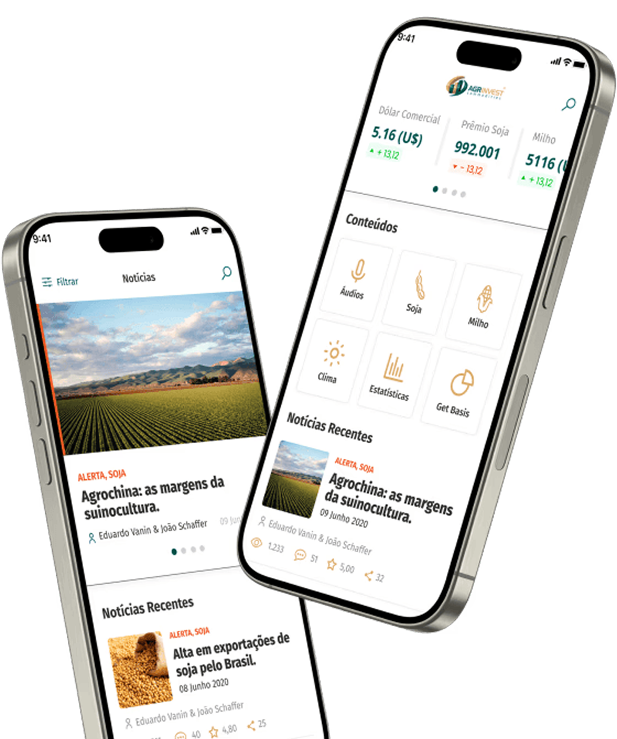 9:41
Filtrar
Notícias
ALERTA, SOJA
Agrochina: as margens da
suinocultura.
Eduardo Vanin & João Schaffer
09 Jun
Notícias Recentes
ALERTA, SOJA
Alta em exportações de
soja pelo Brasil.
08 Junho 2020
Eduardo Vanin & João Schaffer
40
4,80
25
9:41
AGRINVEST
COMMODITIES
Dólar Comercial
5.16 (U$)
+ 13,12
Prêmio Soja
992.001
- 13,12
Milho
5116 (U
+ 13,12
Conteúdos
Áudios
Soja
Milho
Clima
Estatísticas
Get Basis
Notícias Recentes
ALERTA, SOJA
Agrochina: as margens
da suinocultura.
09 Junho 2020
Eduardo Vanin & João Schaffer
1.233
51
5,00
32